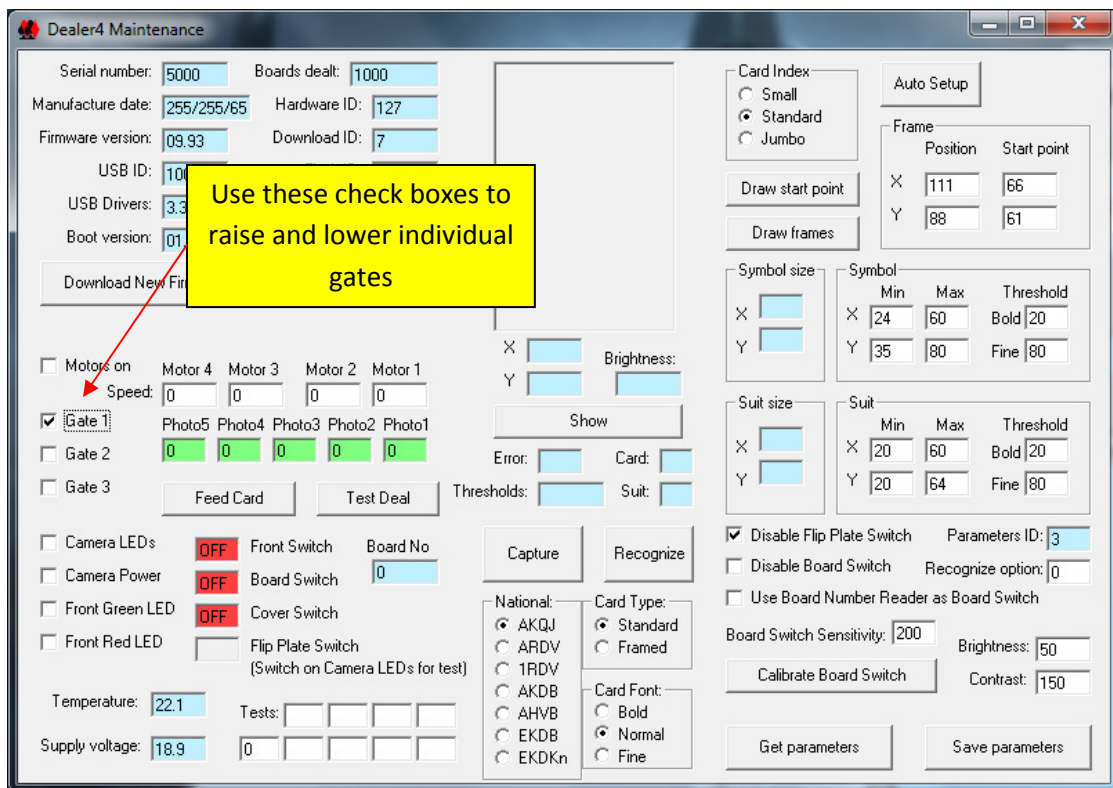 Dealer4 Maintenance
Serial number: 5000 Boards dealt: 1000
Manufacture date: 255/255/65 Hardware ID: 127
Firmware version: 09.93 Download ID: 7
USB ID:
USB Drivers:
Boot version: 01
Download New
Use these check boxes to
raise and lower individual
gates
Motors on Motor 4 Motor 3 Motor 2 Motor 1
Speed: 0 0 0 0
Gate 1 Photo5 Photo4 Photo3 Photo2 Photo1
Gate 2 0 0 0 0 0
Gate 3
Feed Card Test Deal
Camera LEDs OFF Front Switch Board No
Camera Power OFF Board Switch 0
Front Green LED OFF Cover Switch
Front Red LED Flip Plate Switch
(Switch on Camera LEDs for test)
Temperature: 22.1 Tests:
Supply voltage: 18.9 0
X Brightness:
Y
Show
Error: Card:
Thresholds: Suit:
Capture Recognize
National:
AKQJ
ARDV
1RDV
AKDB
AHVB
EKDB
EKDKn
Card Type:
Standard
Framed
Card Font:
Bold
Normal
Fine
Card Index
Small
Standard
Jumbo
Auto Setup
Draw start point
Draw frames
Frame
Position Start point
X 111 66
Y 88 61
Symbol size
X
Y
Symbol
Min Max Threshold
X 24 60 Bold 20
Y 35 80 Fine 80
Suit size
X
Y
Suit
Min Max Threshold
X 20 60 Bold 20
Y 20 64 Fine 80
Disable Flip Plate Switch Parameters ID: 3
Disable Board Switch Recognize option: 0
Use Board Number Reader as Board Switch
Board Switch Sensitivity: 200 Brightness: 50
Calibrate Board Switch Contrast: 150
Get parameters Save parameters